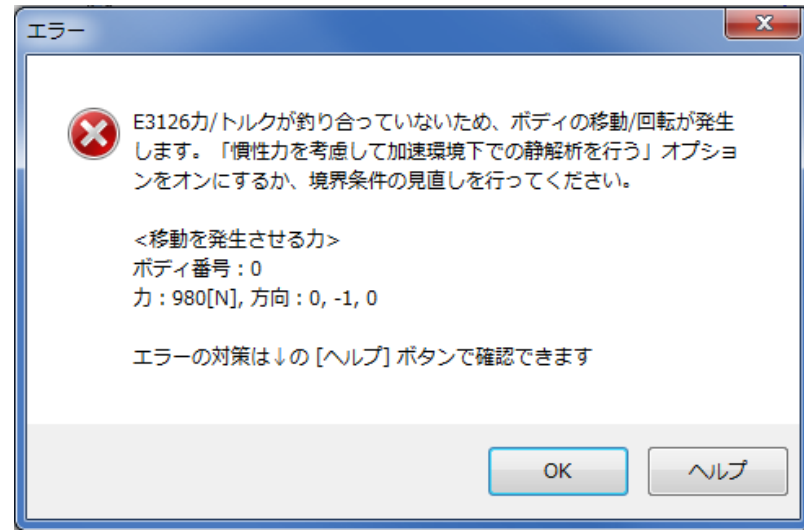 エラー
E3126力/トルクが釣り合っていないため、ボディの移動/回転が発生
します。「慣性力を考慮して加速環境下での静解析を行う」オプショ
ンをオンにするか、境界条件の見直しを行ってください。
<移動を発生させる力>
ボディ番号:0
力:980[N], 方向:0, -1, 0
エラーの対策は↓の [ヘルプ] ボタンで確認できます
OK
ヘルプ